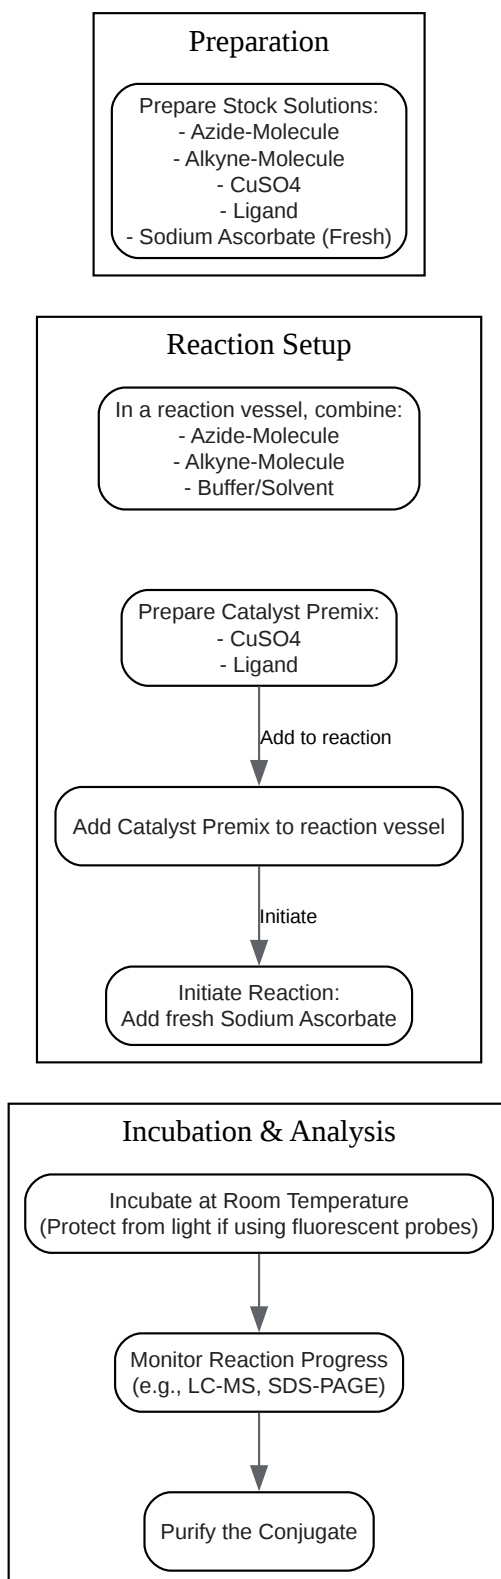 Preparation
Prepare Stock Solutions:
- Azide-Molecule
- Alkyne-Molecule
- CuSO4
- Ligand
- Sodium Ascorbate (Fresh)
Reaction Setup
In a reaction vessel, combine:
- Azide-Molecule
- Alkyne-Molecule
- Buffer/Solvent
Prepare Catalyst Premix:
- CuSO4
- Ligand
Add to reaction
Add Catalyst Premix to reaction vessel
Initiate
Initiate Reaction:
Add fresh Sodium Ascorbate
Incubation & Analysis
Incubate at Room Temperature
(Protect from light if using fluorescent probes)
Monitor Reaction Progress
(e.g., LC-MS, SDS-PAGE)
Purify the Conjugate